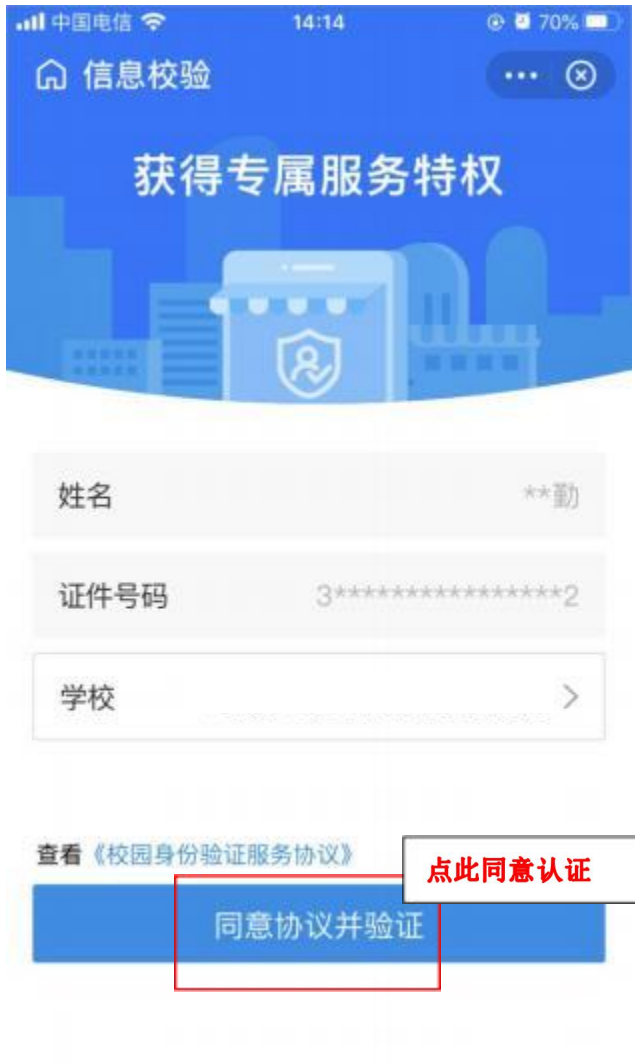 中国电信 14:14 70%
信息校验
获得专属服务特权
姓名 **勤
证件号码 3****************2
学校
查看《校园身份验证服务协议》
点此同意认证
同意协议并验证